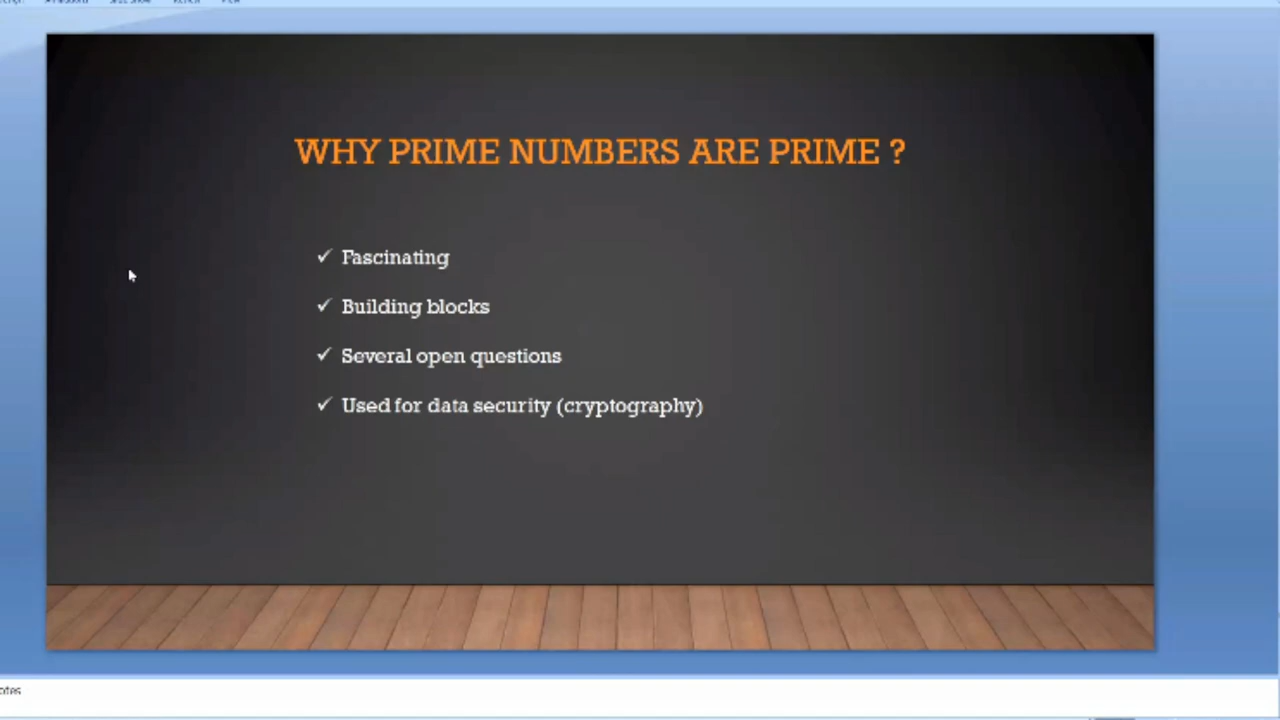 WHY PRIME NUMBERS ARE PRIME ?
Fascinating
Building blocks
Several open questions
Used for data security (cryptography)